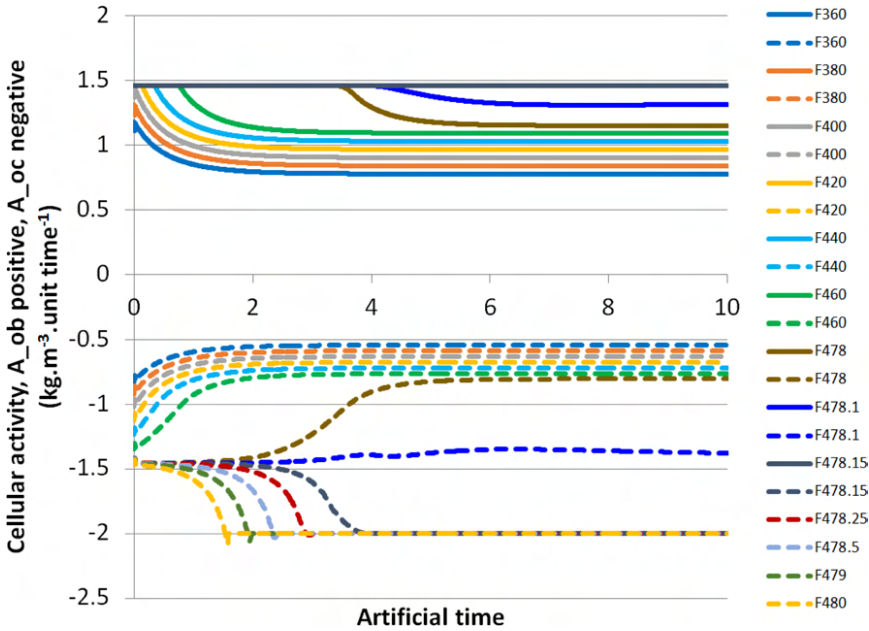 Cellular activity, A_ob positive, A_oc negative
(kg.m-3.unit time-1)
2
1.5
1
0.5
0
-0.5
-1
-1.5
-2
-2.5
0 2 4 6 8 10
Artificial time
F360
F360
F380
F380
F400
F400
F420
F420
F440
F440
F460
F460
F478
F478
F478.1
F478.1
F478.15
F478.15
F478.25
F478.5
F479
F480